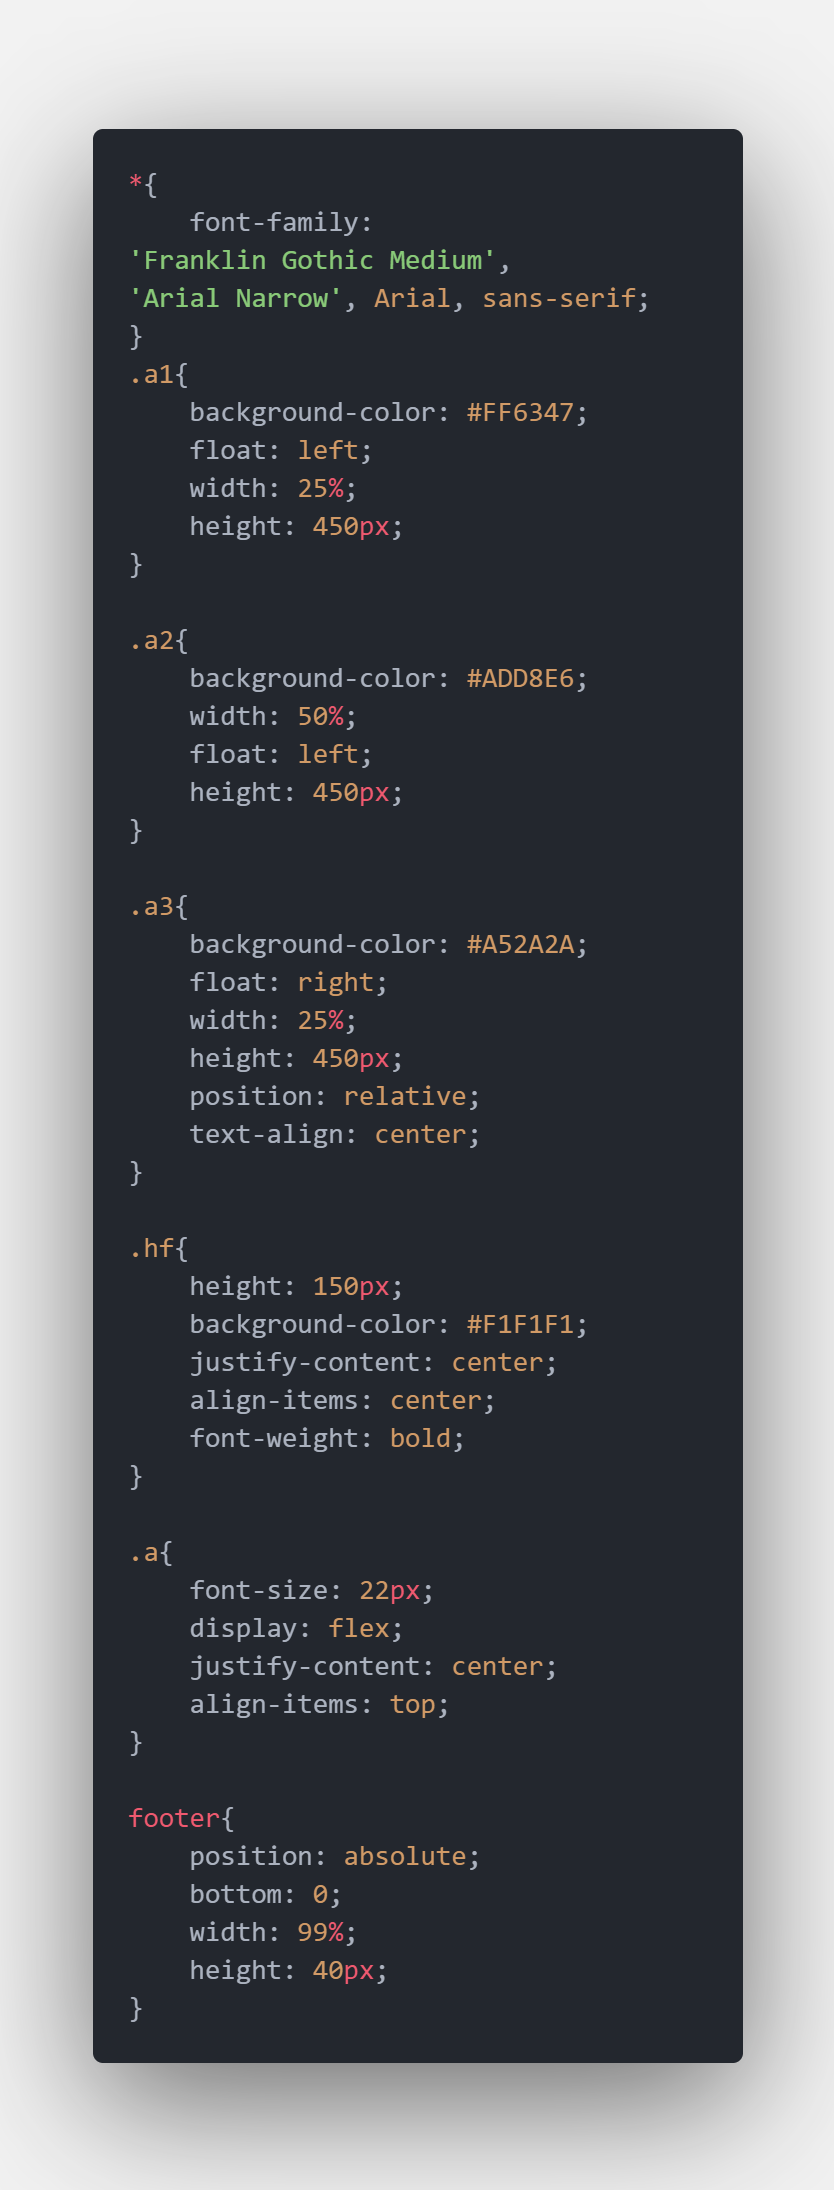 *{
    font-family:
'Franklin Gothic Medium',
'Arial Narrow', Arial, sans-serif;
}
.a1{
    background-color: #FF6347;
    float: left;
    width: 25%;
    height: 450px;
}

.a2{
    background-color: #ADD8E6;
    width: 50%;
    float: left;
    height: 450px;
}

.a3{
    background-color: #A52A2A;
    float: right;
    width: 25%;
    height: 450px;
    position: relative;
    text-align: center;
}

.hf{
    height: 150px;
    background-color: #F1F1F1;
    justify-content: center;
    align-items: center;
    font-weight: bold;
}

.a{
    font-size: 22px;
    display: flex;
    justify-content: center;
    align-items: top;
}

footer{
    position: absolute;
    bottom: 0;
    width: 99%;
    height: 40px;
}